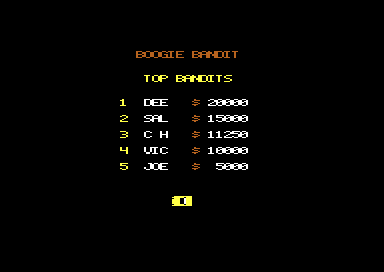 BOOGIE BANDIT
TOP BANDITS
1 DEE $ 20000
2 SAL $ 15000
3 C H $ 11250
4 VIC $ 10000
5 JOE $ 5000